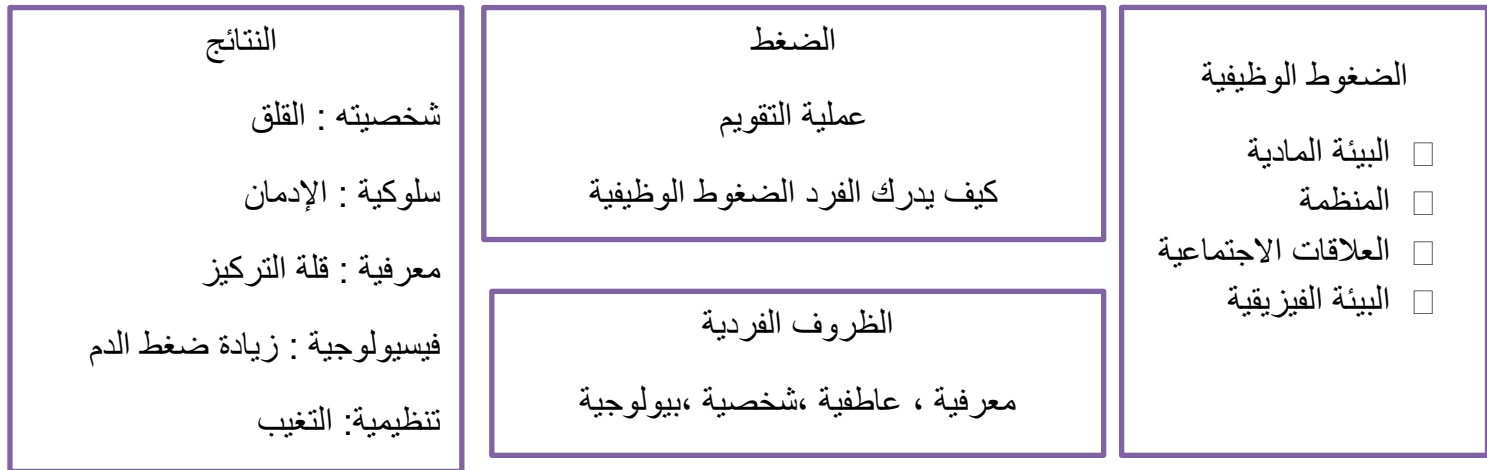 الضغوط الوظيفية
□ البيئة المادية
□ المنظمة
□ العلاقات الاجتماعية
□ البيئة الفيزيقية
الضغط
عملية التقويم
كيف يدرك الفرد الضغوط الوظيفية
الظروف الفردية
معرفية ، عاطفية ،شخصية ،بيولوجية
النتائج
شخصيته : القلق
سلوكية : الإدمان
معرفية : قلة التركيز
فيسيولوجية : زيادة ضغط الدم
تنظيمية: التغيب